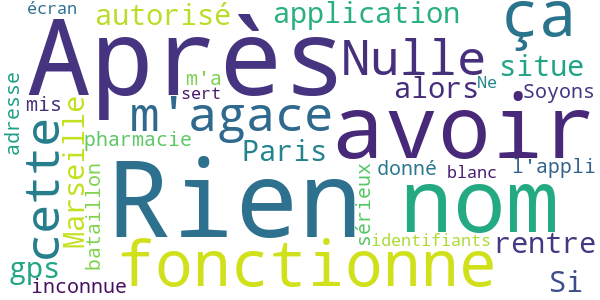 écran
autorisé
application
ça
Après
Nulle
situe
m'a
sert
alors
Ne
Soyons
adresse
mis
Marseille
m'agace
avoir
cette
pharmacie
Paris
donné
l'appli
bataillon
Rien
sérieux
blanc
nom
fonctionne
identifiants
rentre
gps
inconnue
Si